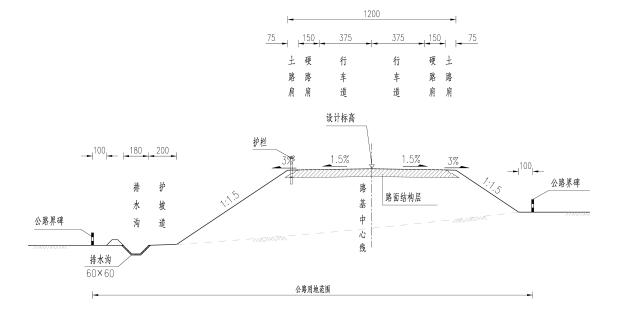 1200
75 150 375 375 150 75
土路肩 硬路肩 行车道 行车道 硬路肩 土路肩
设计标高
护栏
3% 1.5% 1.5% 3%
100 180 200
100
排水沟 护坡道
1:1.5
1:1.5
公路界碑
路面结构层
路基中心线
公路界碑
排水沟
60×60
公路用地范围